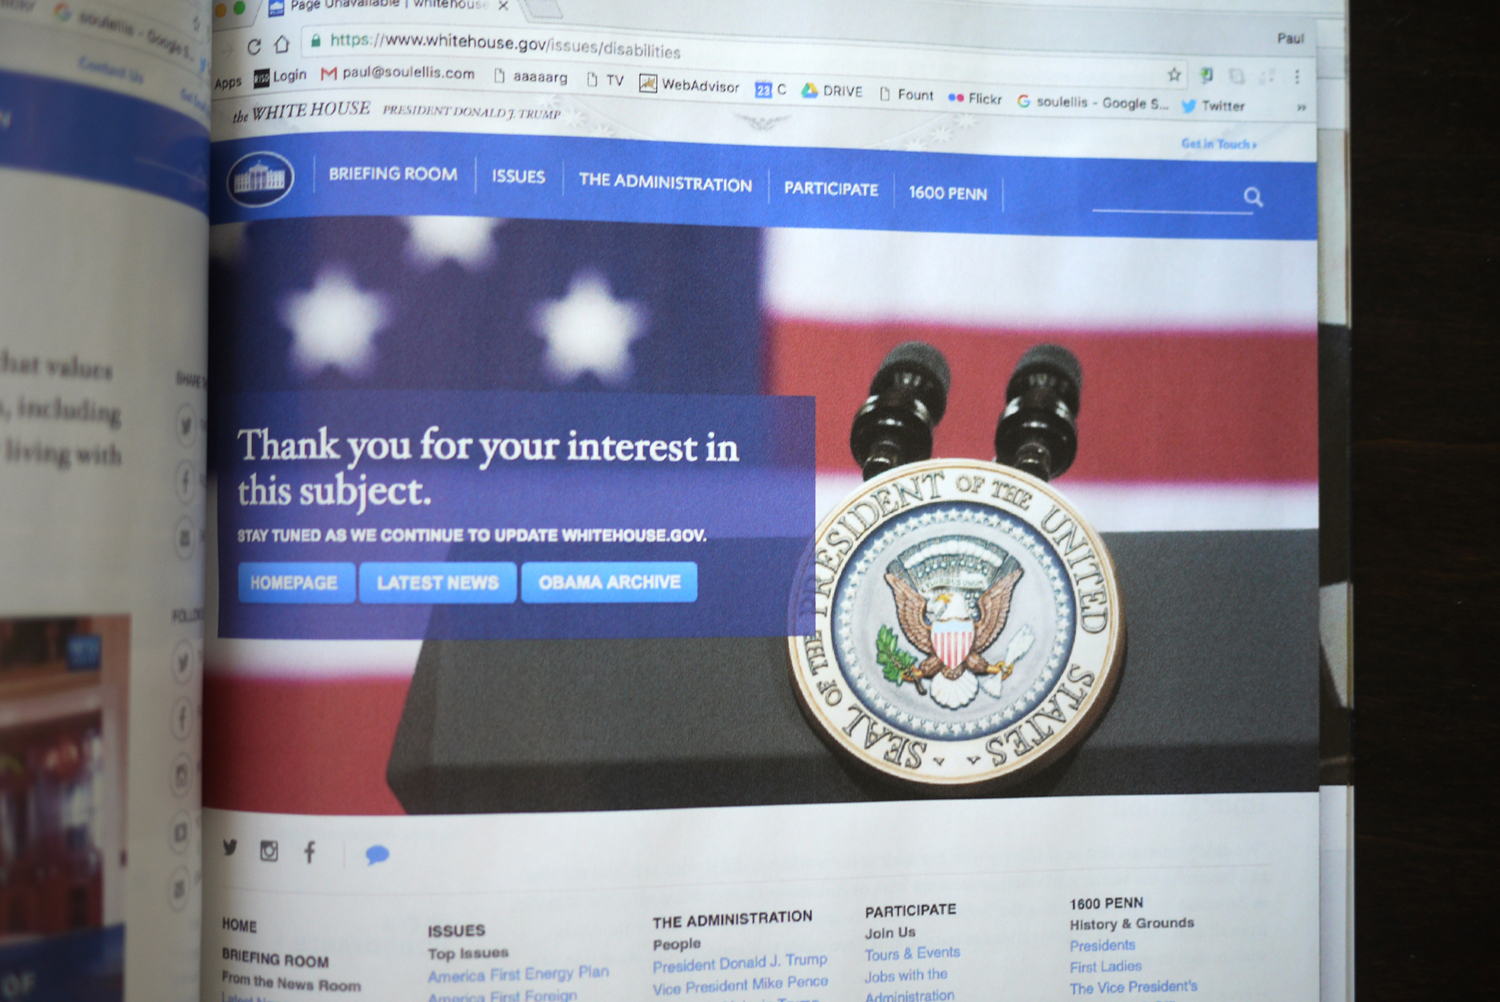 soulellis - Google S...
Contact Us
that values
, including
living with
SHARE
OF
Page Unavailable | whitehouse
https://www.whitehouse.gov/issues/disabilities
Paul
Apps
Login
paul@soulellis.com
aaaaarg
TV
WebAdvisor
23
C
DRIVE
Fount
Flickr
soulellis - Google S...
Twitter
»
the WHITE HOUSE PRESIDENT DONALD J. TRUMP
Get in Touch
BRIEFING ROOM
ISSUES
THE ADMINISTRATION
PARTICIPATE
1600 PENN
Thank you for your interest in
this subject.
STAY TUNED AS WE CONTINUE TO UPDATE WHITEHOUSE.GOV.
HOMEPAGE
LATEST NEWS
OBAMA ARCHIVE
SEAL OF THE PRESIDENT OF THE UNITED STATES
HOME
BRIEFING ROOM
From the News Room
ISSUES
Top Issues
America First Energy Plan
America First Foreign
THE ADMINISTRATION
People
President Donald J. Trump
Vice President Mike Pence
PARTICIPATE
Join Us
Tours & Events
Jobs with the
Administration
1600 PENN
History & Grounds
Presidents
First Ladies
The Vice President's